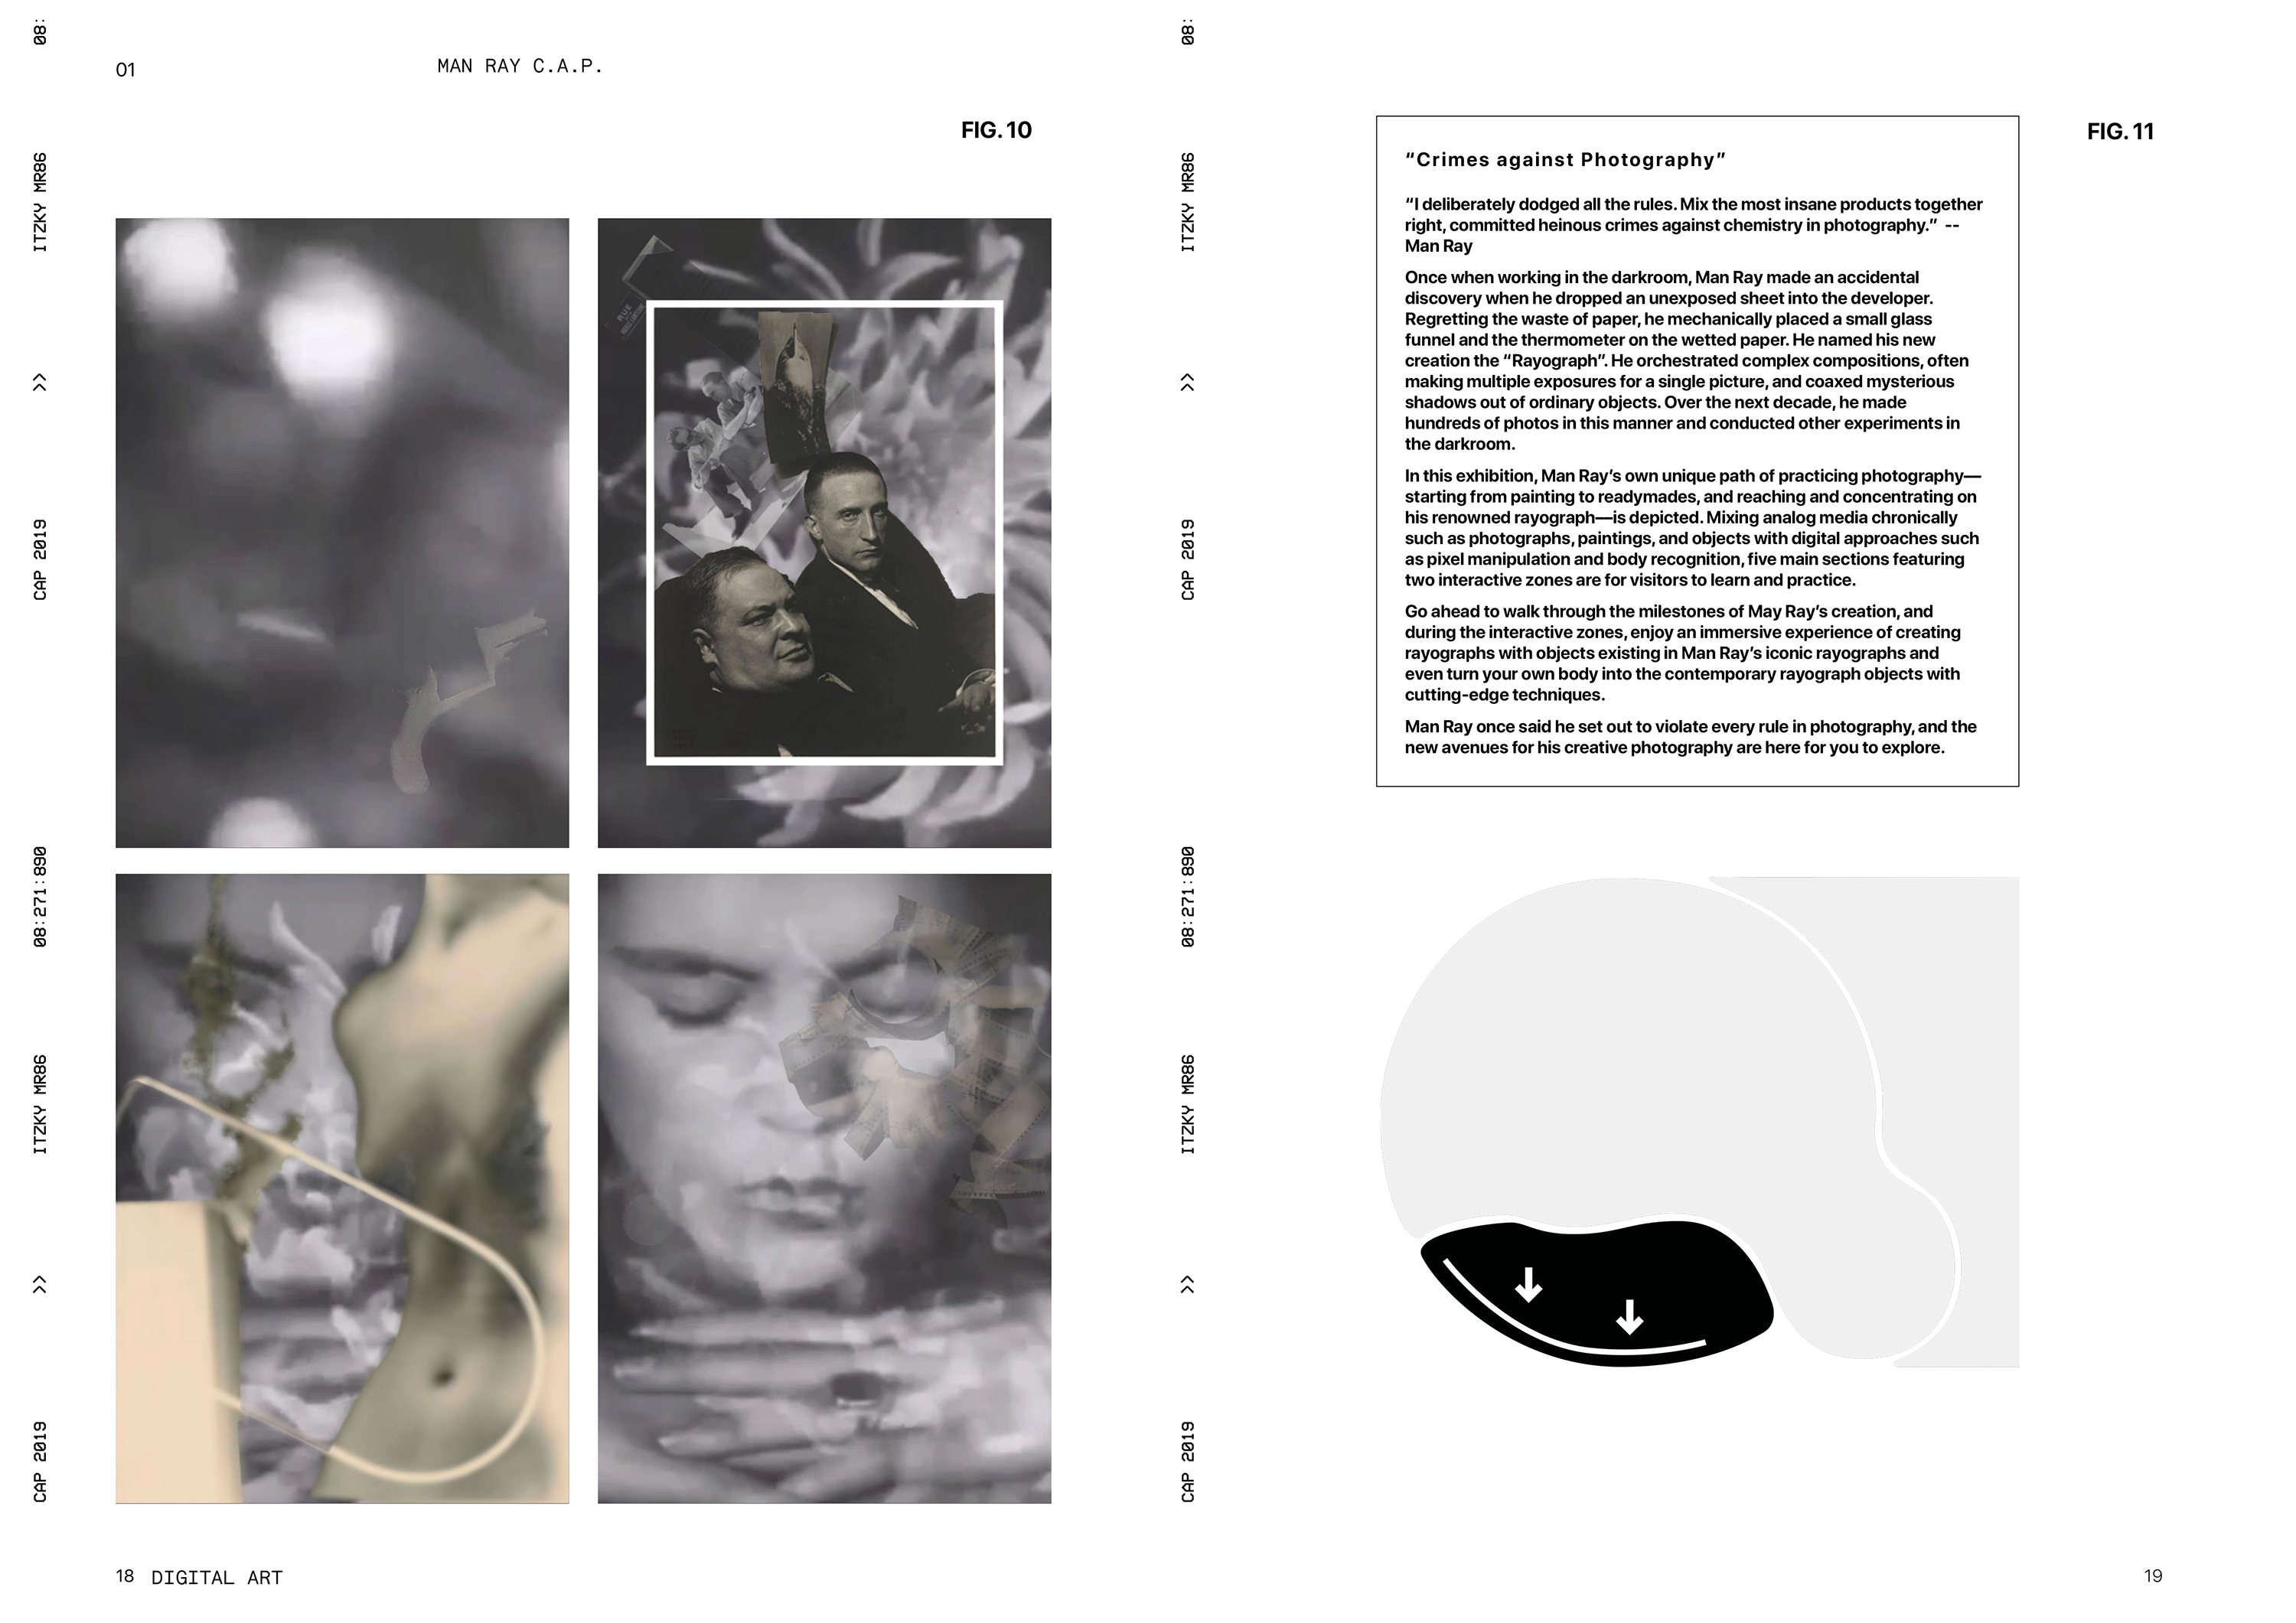 01
MAN RAY C.A.P.
FIG. 10
08:
ITZKY MR86
>>
CAP 2019
08:271:890
ITZKY MR86
>>
CAP 2019
RUE
18 DIGITAL ART
08:
ITZKY MR86
>>
CAP 2019
08:271:890
ITZKY MR86
>>
CAP 2019
FIG. 11
“Crimes against Photography”
“I deliberately dodged all the rules. Mix the most insane products together
right, committed heinous crimes against chemistry in photography.” --
Man Ray
Once when working in the darkroom, Man Ray made an accidental
discovery when he dropped an unexposed sheet into the developer.
Regretting the waste of paper, he mechanically placed a small glass
funnel and the thermometer on the wetted paper. He named his new
creation the “Rayograph”. He orchestrated complex compositions, often
making multiple exposures for a single picture, and coaxed mysterious
shadows out of ordinary objects. Over the next decade, he made
hundreds of photos in this manner and conducted other experiments in
the darkroom.
In this exhibition, Man Ray’s own unique path of practicing photography—
starting from painting to readymades, and reaching and concentrating on
his renowned rayograph—is depicted. Mixing analog media chronically
such as photographs, paintings, and objects with digital approaches such
as pixel manipulation and body recognition, five main sections featuring
two interactive zones are for visitors to learn and practice.
Go ahead to walk through the milestones of May Ray’s creation, and
during the interactive zones, enjoy an immersive experience of creating
rayographs with objects existing in Man Ray’s iconic rayographs and
even turn your own body into the contemporary rayograph objects with
cutting-edge techniques.
Man Ray once said he set out to violate every rule in photography, and the
new avenues for his creative photography are here for you to explore.
19